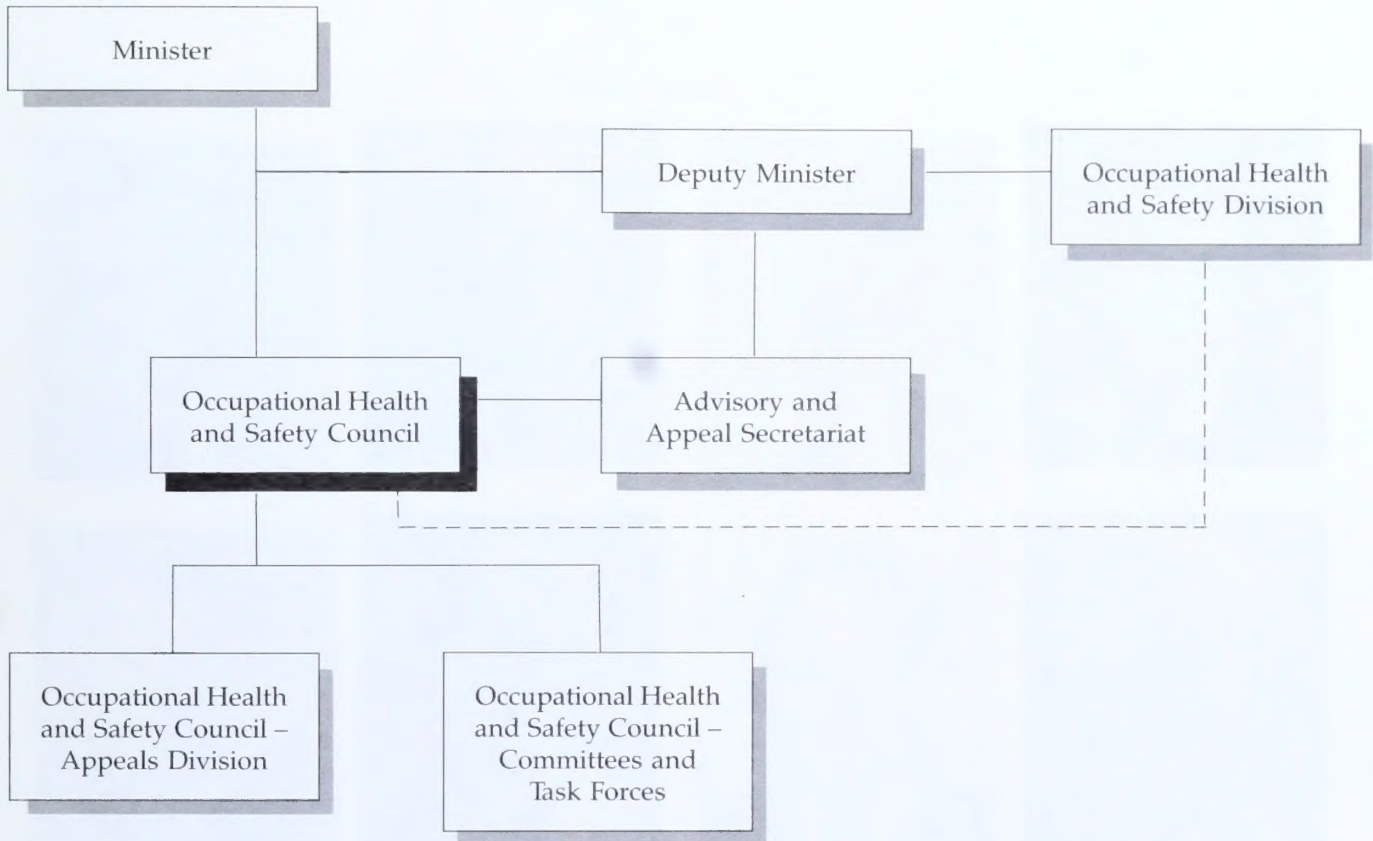 Minister
Deputy Minister
Occupational Health
and Safety Division
Occupational Health
and Safety Council
Advisory and
Appeal Secretariat
Occupational Health
and Safety Council –
Appeals Division
Occupational Health
and Safety Council –
Committees and
Task Forces